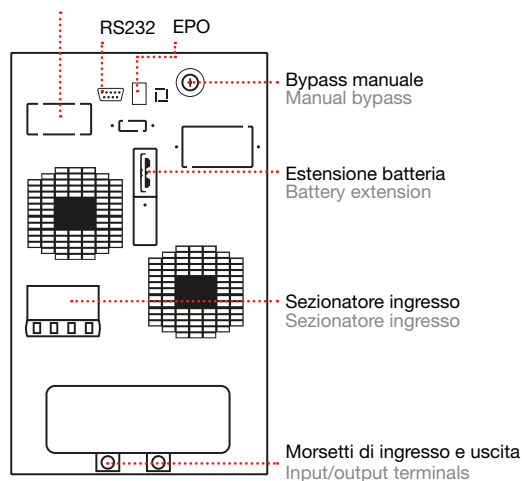 RS232 EPO
Bypass manuale
Manual bypass
Estensione batteria
Battery extension
Sezionatore ingresso
Sezionatore ingresso
Morsetti di ingresso e uscita
Input/output terminals